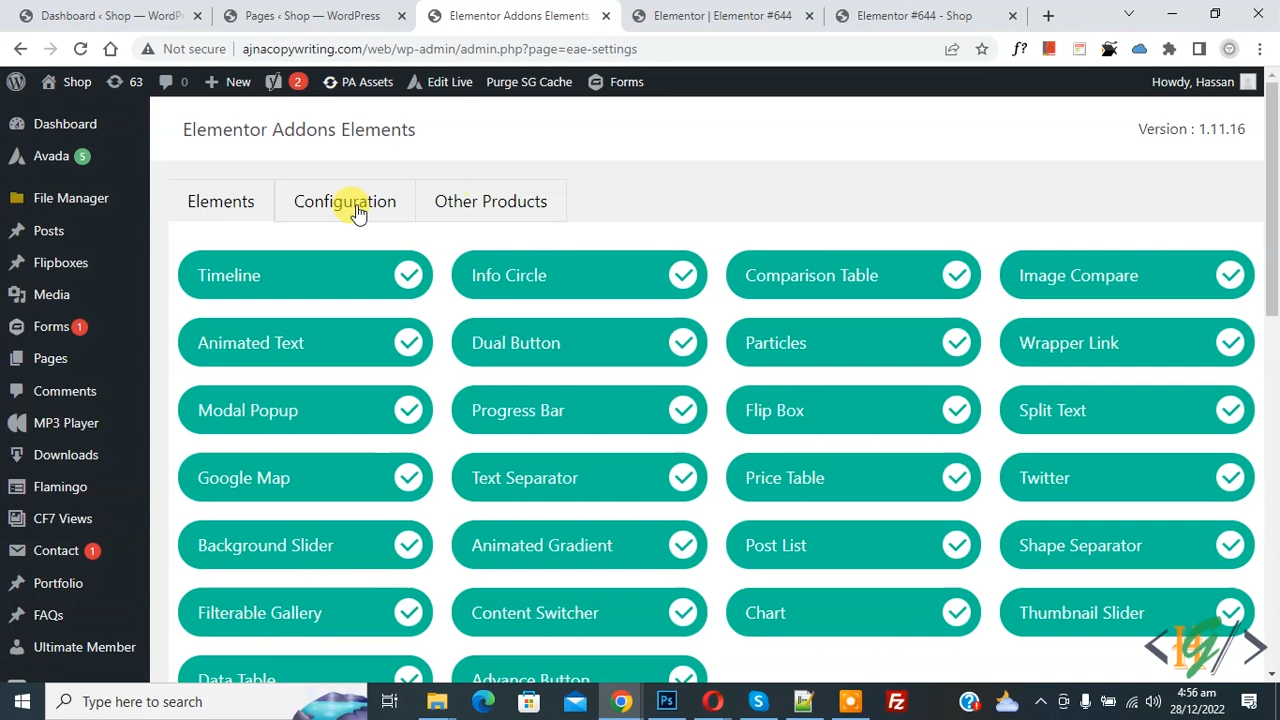 Dashboard ‹ Shop — WordPr
Pages ‹ Shop — WordPress
Elementor Addons Elements
Elementor | Elementor #644
Elementor #644 - Shop
Not secure
ajnacopywriting.com/web/wp-admin/admin.php?page=eae-settings
f?
Shop
63
0
New
2
PA Assets
Edit Live
Purge SG Cache
Forms
Howdy, Hassan
Dashboard
Avada 5
File Manager
Posts
Flipboxes
Media
Forms 1
Pages
Comments
MP3 Player
Downloads
Flamingo
CF7 Views
Contact 1
Portfolio
FAQs
Ultimate Member
Elementor Addons Elements
Version : 1.11.16
Elements
Configuration
Other Products
Timeline
Info Circle
Comparison Table
Image Compare
Animated Text
Dual Button
Particles
Wrapper Link
Modal Popup
Progress Bar
Flip Box
Split Text
Google Map
Text Separator
Price Table
Twitter
Background Slider
Animated Gradient
Post List
Shape Separator
Filterable Gallery
Content Switcher
Chart
Thumbnail Slider
Data Table
Advance Button
Type here to search
4:56 am
28/12/2022